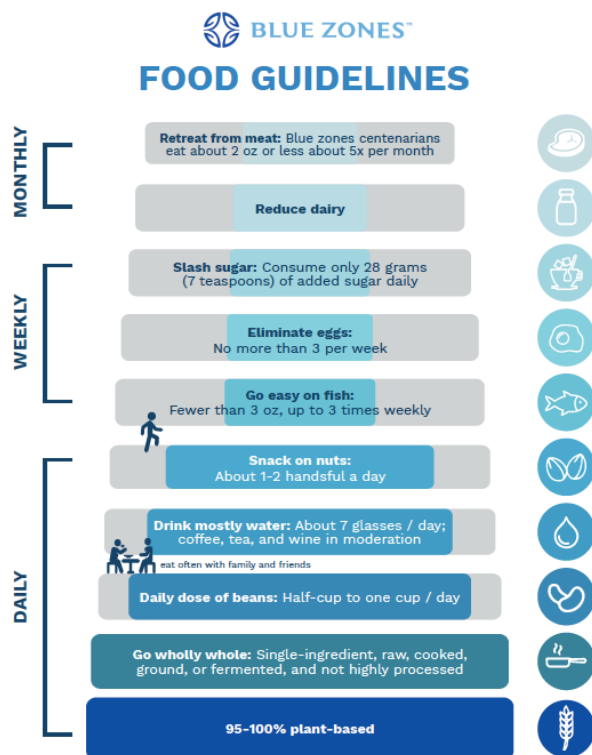 BLUE ZONES™
FOOD GUIDELINES
MONTHLY
Retreat from meat: Blue zones centenarians
eat about 2 oz or less about 5x per month
Reduce dairy
WEEKLY
Slash sugar: Consume only 28 grams
(7 teaspoons) of added sugar daily
Eliminate eggs:
No more than 3 per week
Go easy on fish:
Fewer than 3 oz, up to 3 times weekly
DAILY
Snack on nuts:
About 1-2 handsful a day
Drink mostly water: About 7 glasses / day;
coffee, tea, and wine in moderation
eat often with family and friends
Daily dose of beans: Half-cup to one cup / day
Go wholly whole: Single-ingredient, raw, cooked,
ground, or fermented, and not highly processed
95-100% plant-based